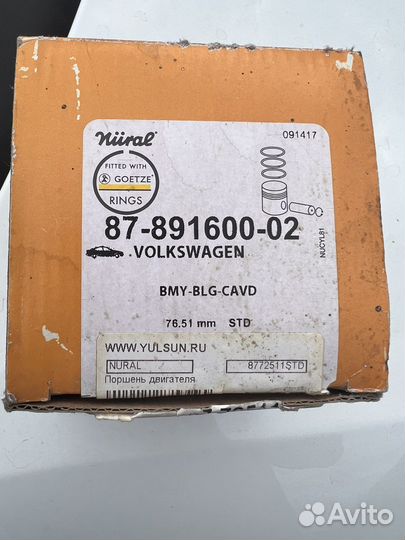 Nüral
091417
FITTED WITH
GOETZE
RINGS
NUCYL81
87-891600-02
VOLKSWAGEN
BMY-BLG-CAVD
76.51 mm STD
WWW.YULSUN.RU
NURAL 8772511STD
Поршень двигателя
Avito